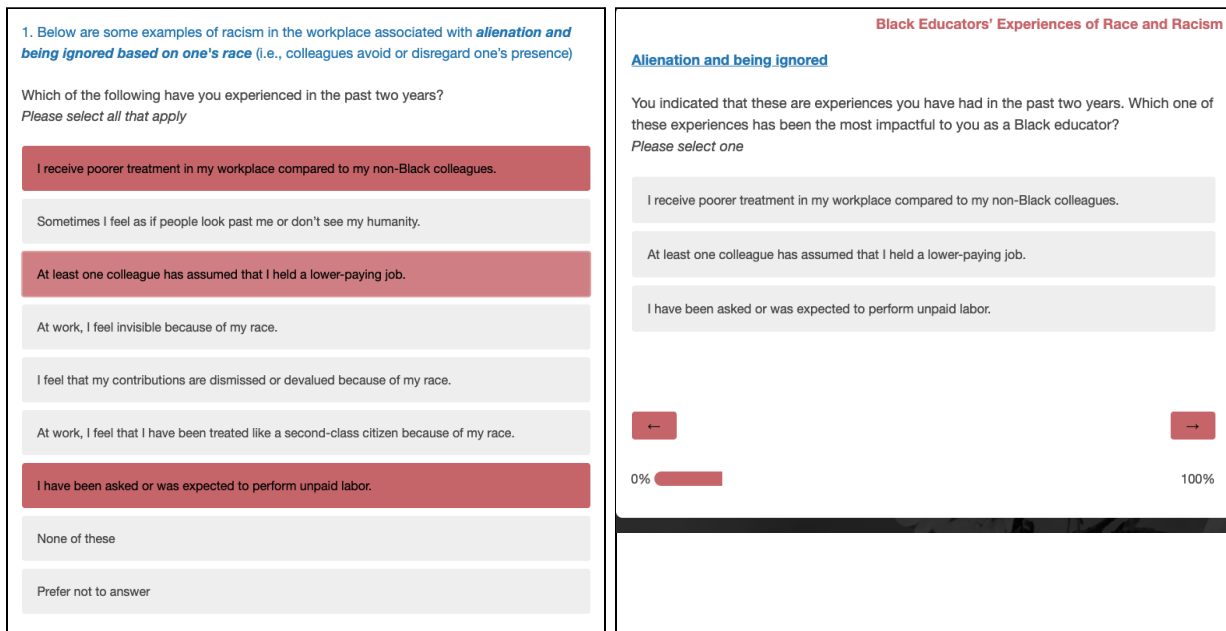 1. Below are some examples of racism in the workplace associated with alienation and
being ignored based on one's race (i.e., colleagues avoid or disregard one's presence)
Which of the following have you experienced in the past two years?
Please select all that apply
I receive poorer treatment in my workplace compared to my non-Black colleagues.
Sometimes I feel as if people look past me or don't see my humanity.
At least one colleague has assumed that I held a lower-paying job.
At work, I feel invisible because of my race.
I feel that my contributions are dismissed or devalued because of my race.
At work, I feel that I have been treated like a second-class citizen because of my race.
I have been asked or was expected to perform unpaid labor.
None of these
Prefer not to answer
Black Educators' Experiences of Race and Racism
Alienation and being ignored
You indicated that these are experiences you have had in the past two years. Which one of
these experiences has been the most impactful to you as a Black educator?
Please select one
I receive poorer treatment in my workplace compared to my non-Black colleagues.
At least one colleague has assumed that I held a lower-paying job.
I have been asked or was expected to perform unpaid labor.
← →
0% 100%